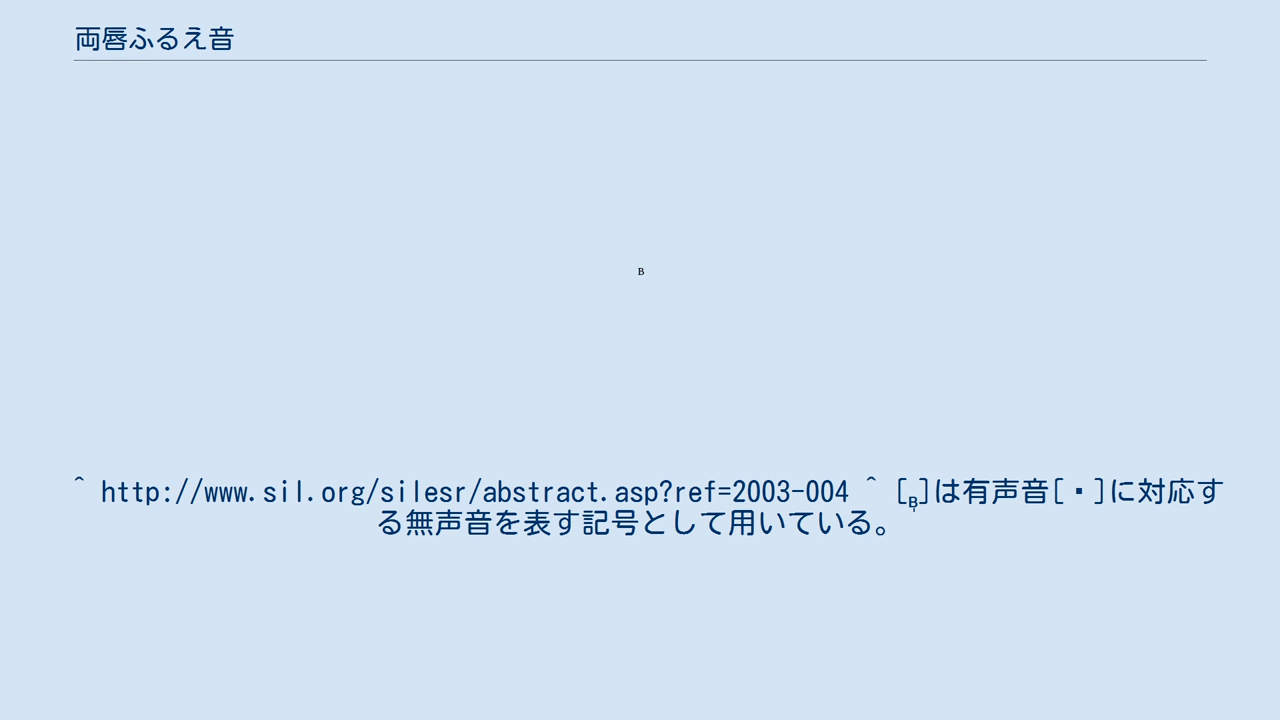 両唇ふるえ音
ʙ
^ http://www.sil.org/silesr/abstract.asp?ref=2003-004 ^ [ʙ̩]は有声音[▪]に対応す
る無声音を表す記号として用いている。